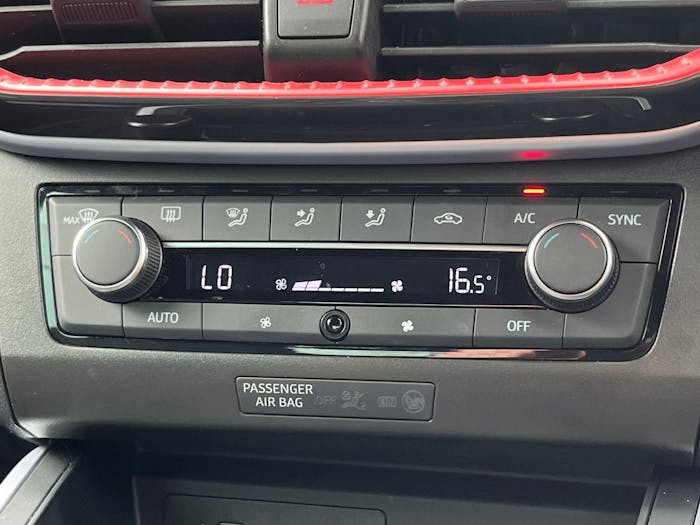 MAX
A/C
SYNC
LO
16.5°
AUTO
OFF
PASSENGER
AIR BAG
OFF